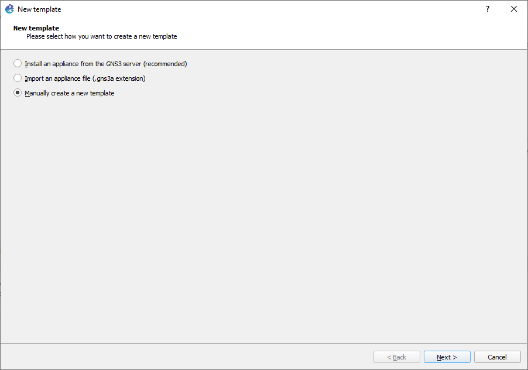 New template
?
New template
Please select how you want to create a new template
Install an appliance from the GNS3 server (recommended)
Import an appliance file (.gns3a extension)
Manually create a new template
< Back
Next >
Cancel